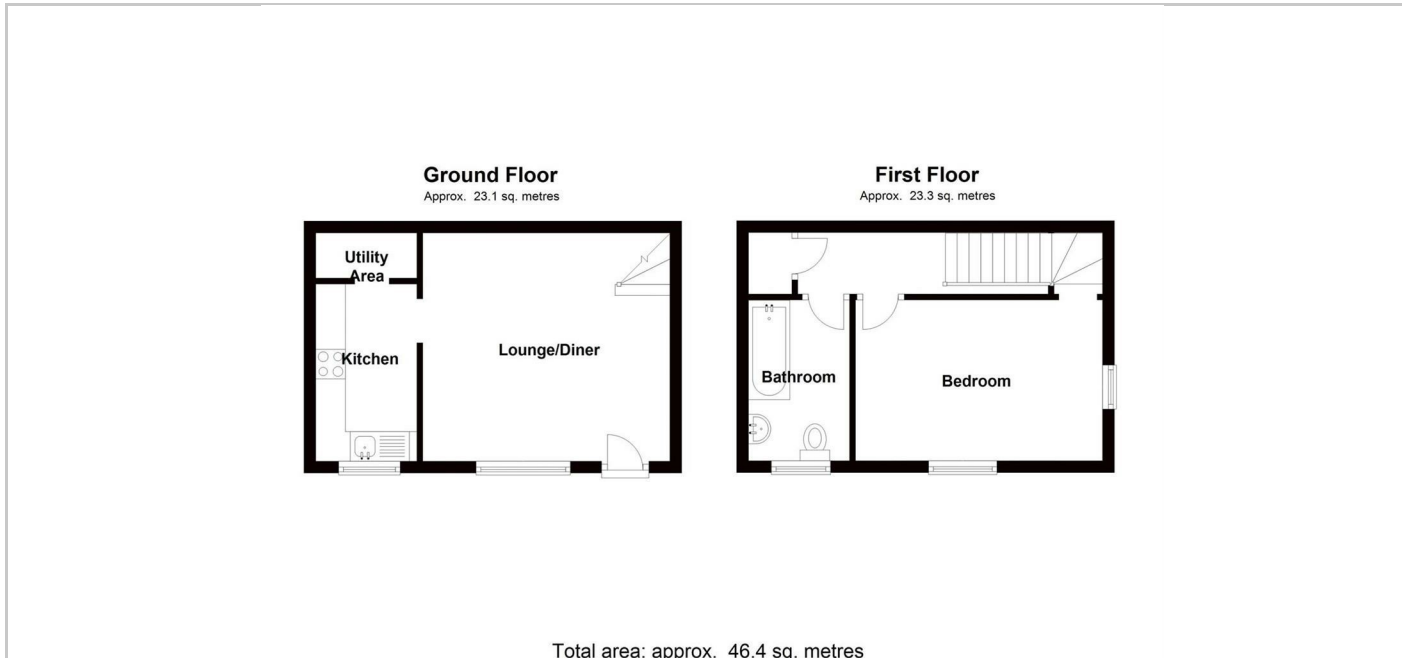 Ground Floor
Approx. 23.1 sq. metres
Utility
Area
Kitchen
Lounge/Diner
First Floor
Approx. 23.3 sq. metres
Bathroom
Bedroom
Total area: approx. 46.4 sq. metres